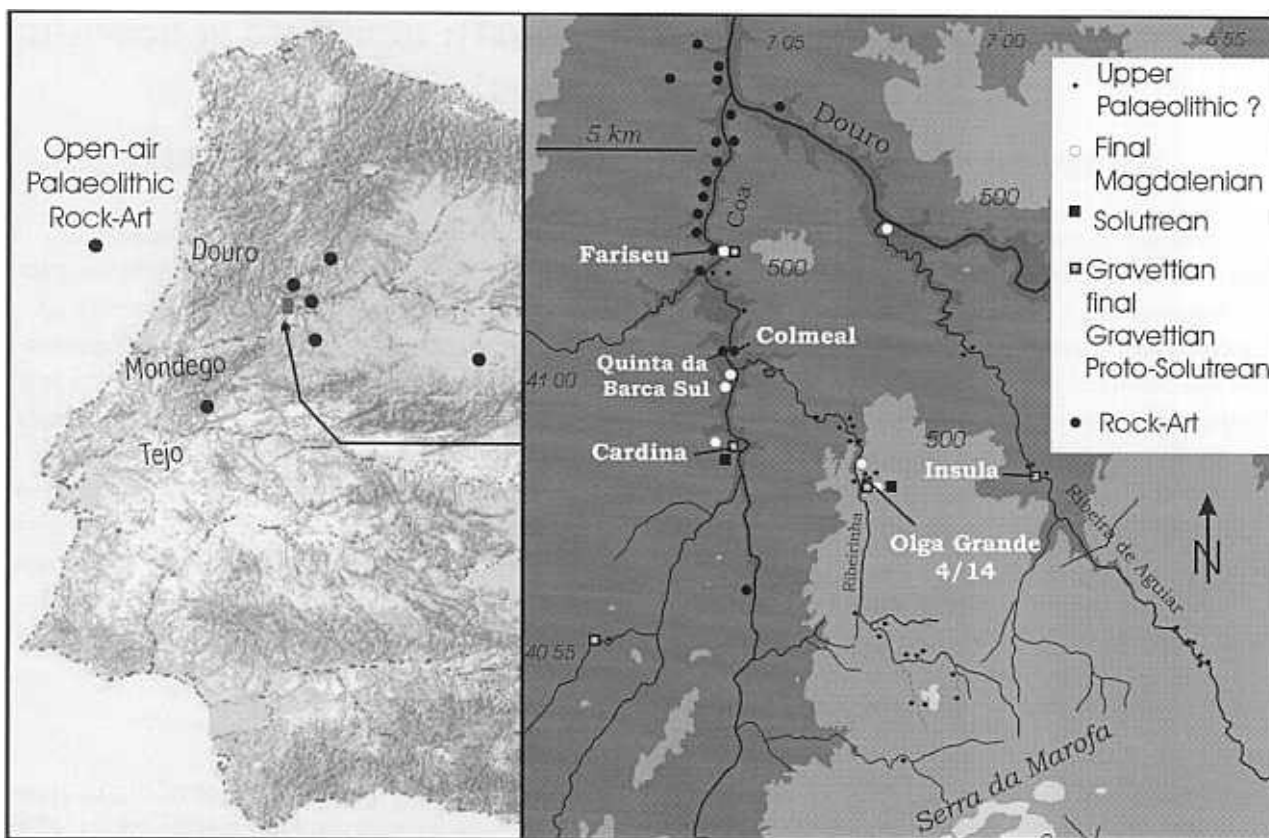 Open-air
Palaeolithic
Rock-Art
Douro
Mondego
Tejo
7 05
7 00
6 55
5 km
Douro
Coa
500
500
500
Fariseu
Colmeal
Quinta da
Barca Sul
41 00
Cardina
Insula
Olga Grande
4/14
Ribeirinha
Ribeira de Aguiar
40 55
Serra da Marofa
N
Upper
Palaeolithic ?
Final
Magdalenian
Solutrean
Gravettian
final
Gravettian
Proto-Solutrean
Rock-Art